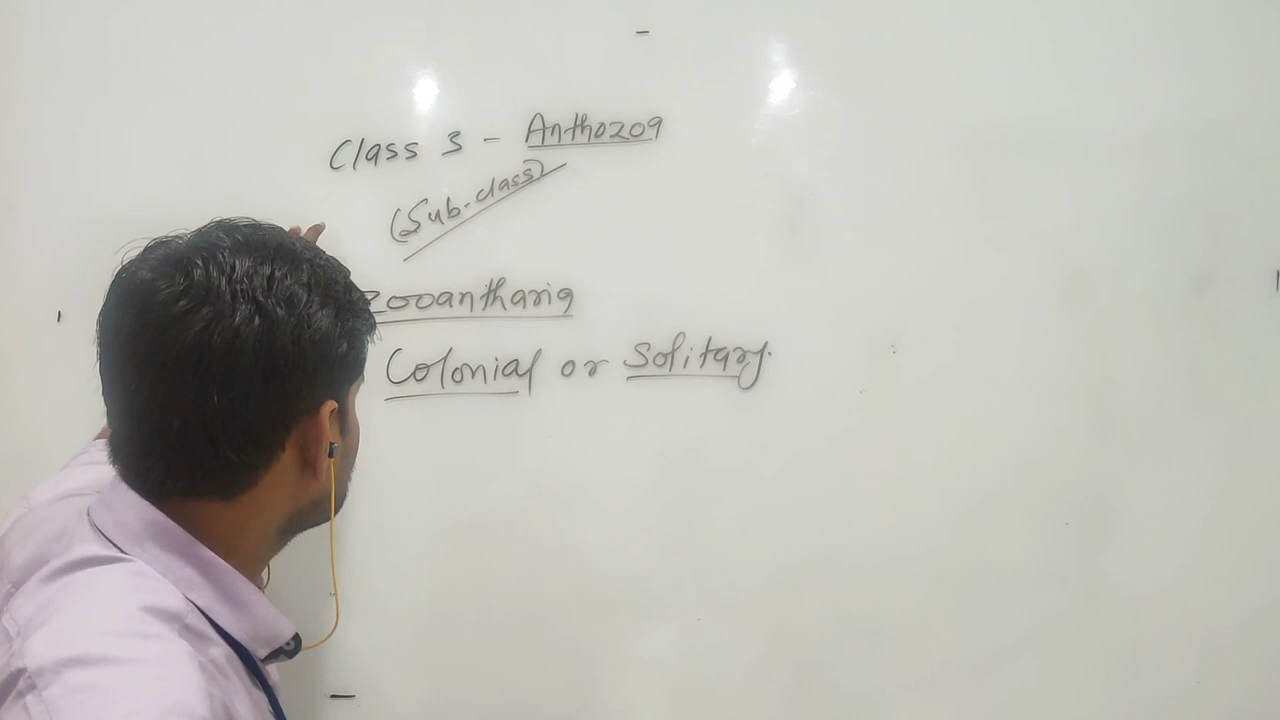 Class 3 - Anthozoa
(Sub-class)
Zooantharia
Colonial or Solitary.